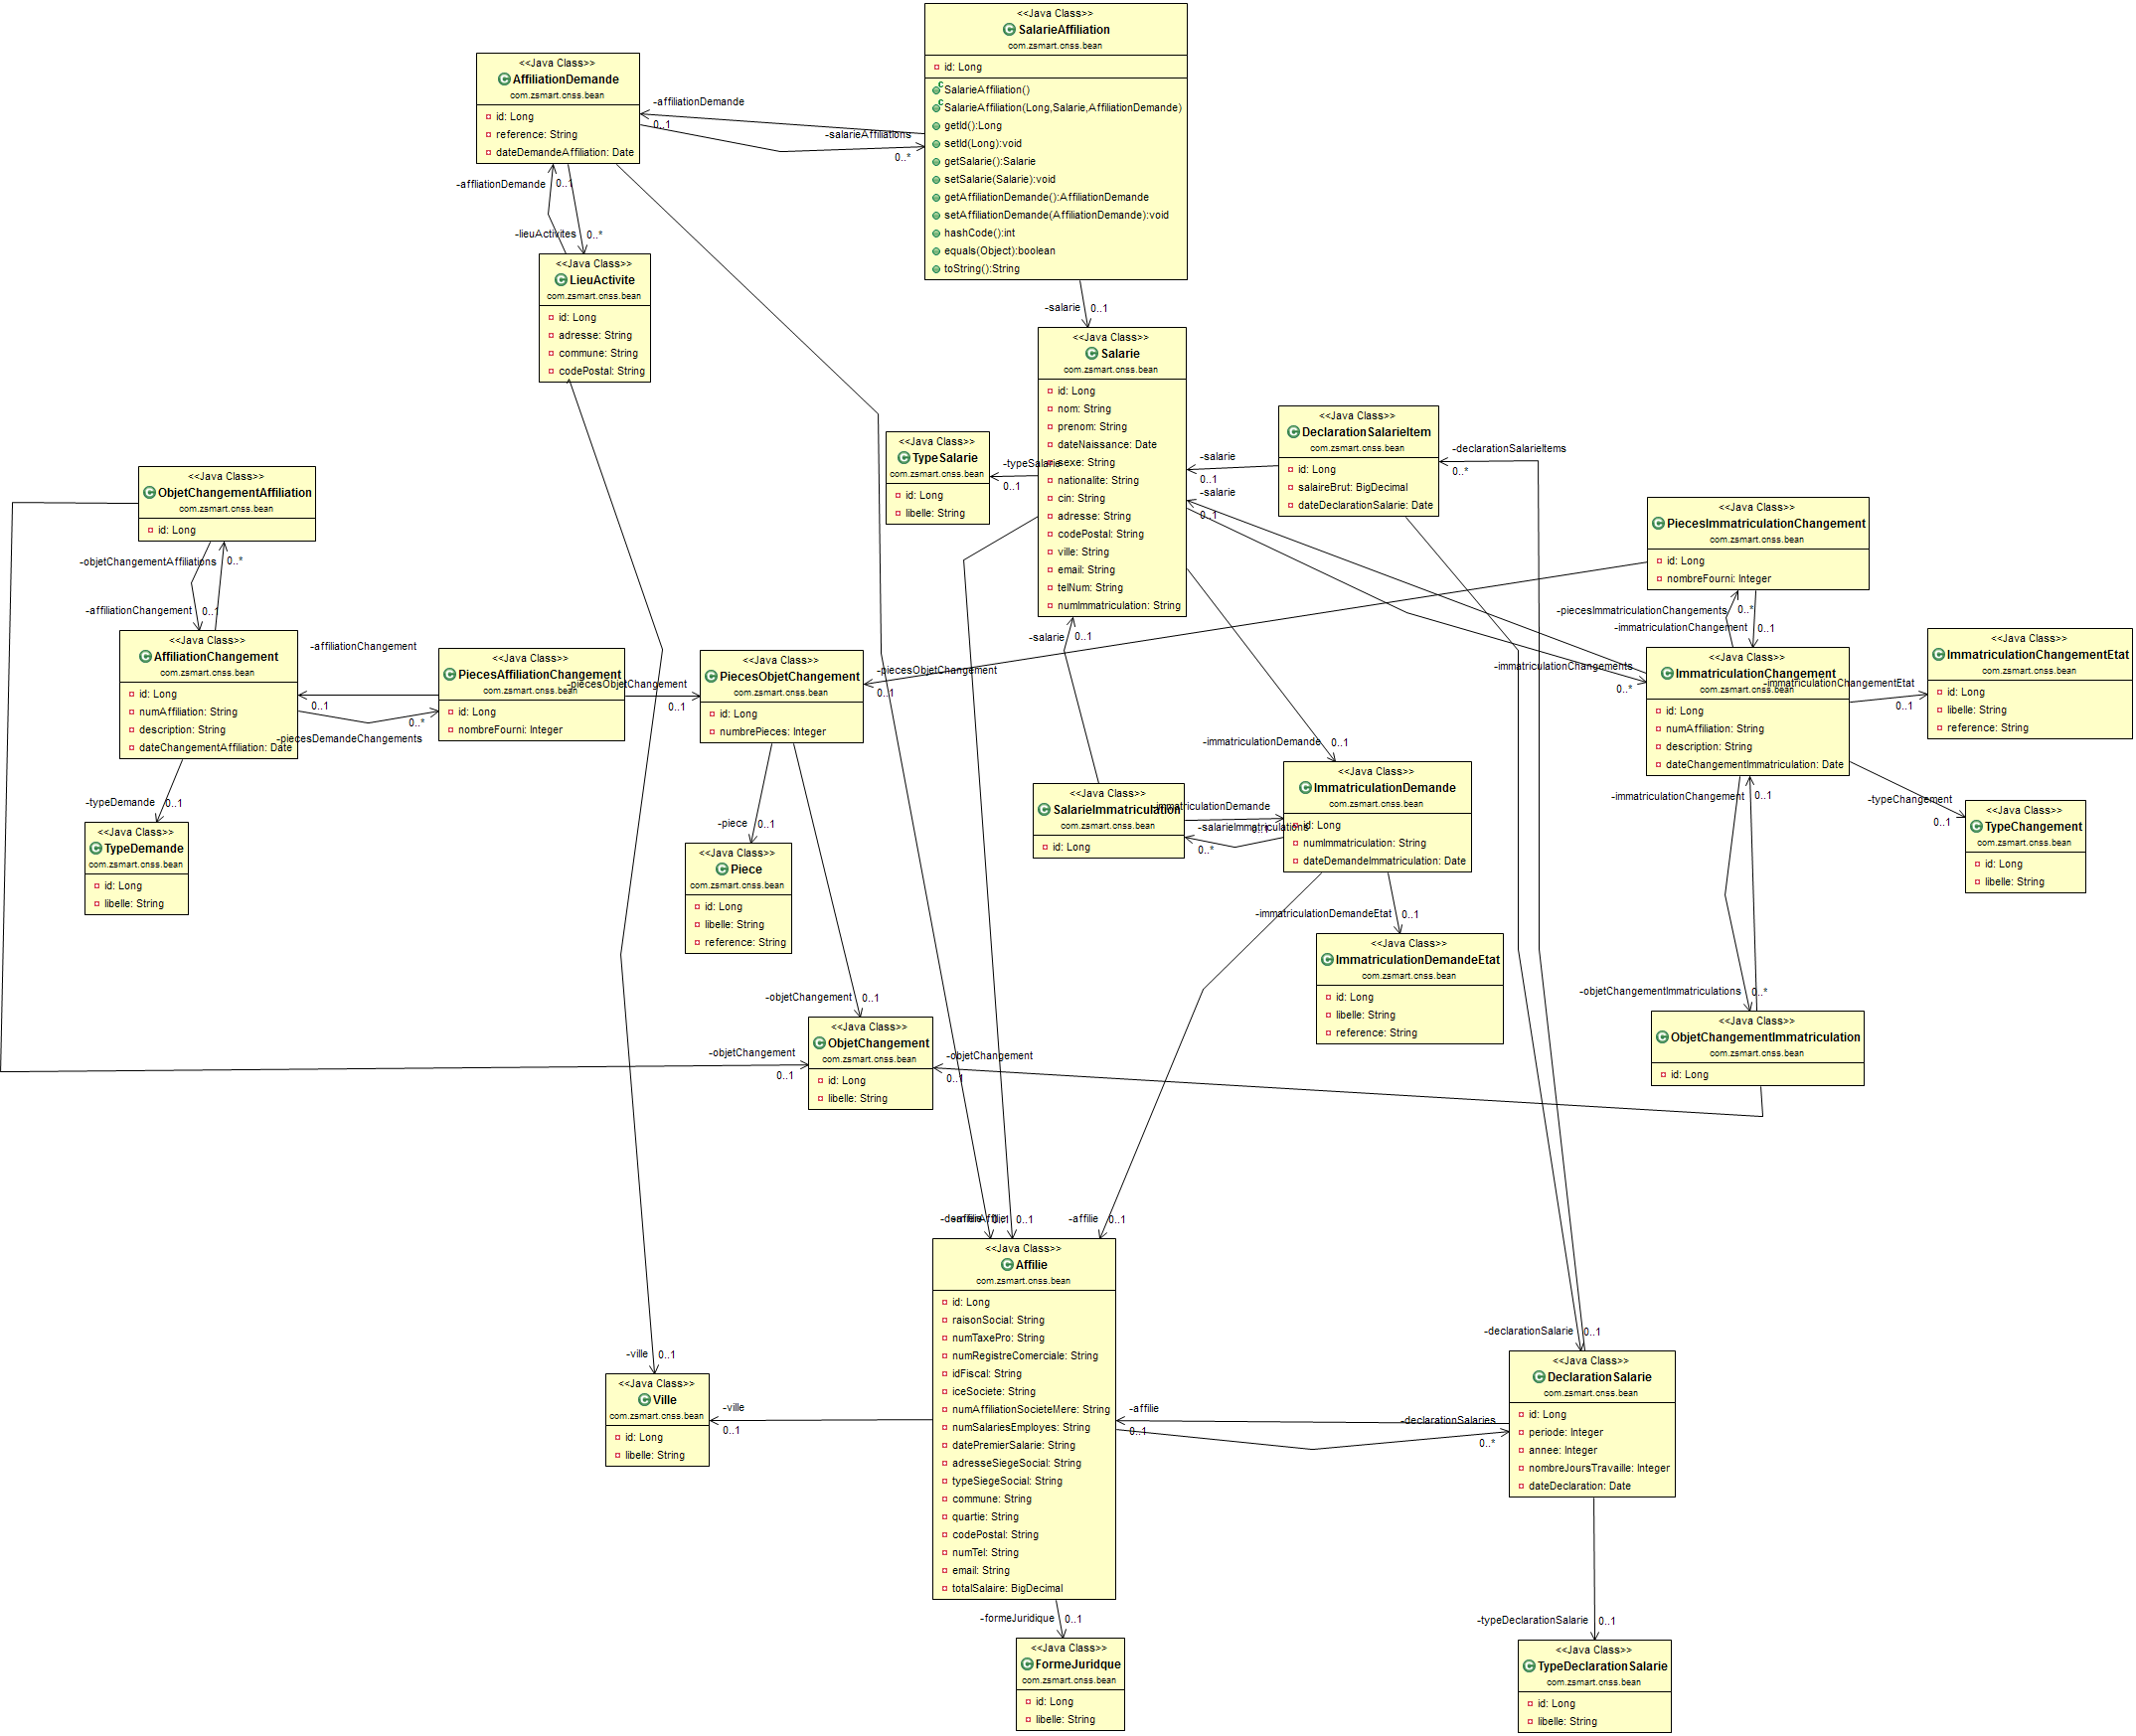 <<Java Class>>
SalarieAffiliation
com.zsmart.cnss.bean
id: Long
SalarieAffiliation()
SalarieAffiliation(Long,Salarie,AffiliationDemande)
getId():Long
setId(Long):void
getSalarie():Salarie
setSalarie(Salarie):void
getAffiliationDemande():AffiliationDemande
setAffiliationDemande(AffiliationDemande):void
hashCode():int
equals(Object):boolean
toString():String
<<Java Class>>
AffiliationDemande
com.zsmart.cnss.bean
id: Long
reference: String
dateDemandeAffiliation: Date
-affiliationDemande
0..1
-salarieAffiliations
0..*
-affliationDemande
0..1
-lieuActivites
0..*
<<Java Class>>
LieuActivite
com.zsmart.cnss.bean
id: Long
adresse: String
commune: String
codePostal: String
-salarie
0..1
<<Java Class>>
Salarie
com.zsmart.cnss.bean
id: Long
nom: String
prenom: String
dateNaissance: Date
sexe: String
nationalite: String
cin: String
adresse: String
codePostal: String
ville: String
email: String
telNum: String
numImmatriculation: String
<<Java Class>>
TypeSalarie
com.zsmart.cnss.bean
id: Long
libelle: String
-typeSalarie
0..1
<<Java Class>>
DeclarationSalarieItem
com.zsmart.cnss.bean
id: Long
salaireBrut: BigDecimal
dateDeclarationSalarie: Date
-salarie
0..1
-salarie
0..1
-declarationSalarieItems
0..*
<<Java Class>>
ObjetChangementAffiliation
com.zsmart.cnss.bean
id: Long
-objetChangementAffiliations
0..*
-affiliationChangement
0..1
<<Java Class>>
PiecesImmatriculationChangement
com.zsmart.cnss.bean
id: Long
nombreFourni: Integer
-piecesImmatriculationChangements
0..*
-immatriculationChangement
0..1
<<Java Class>>
AffiliationChangement
com.zsmart.cnss.bean
id: Long
numAffiliation: String
description: String
dateChangementAffiliation: Date
-affiliationChangement
0..1
0..*
-piecesDemandeChangements
<<Java Class>>
PiecesAffiliationChangement
com.zsmart.cnss.bean
id: Long
nombreFourni: Integer
-piecesObjetChangement
0..1
<<Java Class>>
PiecesObjetChangement
com.zsmart.cnss.bean
id: Long
numbrePieces: Integer
-piecesObjetChangement
0..1
-salarie
0..1
-immatriculationChangements
0..*
<<Java Class>>
ImmatriculationChangement
com.zsmart.cnss.bean
id: Long
numAffiliation: String
description: String
dateChangementImmatriculation: Date
-immatriculationChangementEtat
0..1
<<Java Class>>
ImmatriculationChangementEtat
com.zsmart.cnss.bean
id: Long
libelle: String
reference: String
-typeDemande
0..1
<<Java Class>>
TypeDemande
com.zsmart.cnss.bean
id: Long
libelle: String
-piece
0..1
<<Java Class>>
Piece
com.zsmart.cnss.bean
id: Long
libelle: String
reference: String
<<Java Class>>
SalarieImmatriculation
com.zsmart.cnss.bean
id: Long
-immatriculationDemande
0..1
-salarieImmatriculations
0..*
-immatriculationDemande
0..1
<<Java Class>>
ImmatriculationDemande
com.zsmart.cnss.bean
id: Long
numImmatriculation: String
dateDemandeImmatriculation: Date
-immatriculationChangement
0..1
-typeChangement
0..1
<<Java Class>>
TypeChangement
com.zsmart.cnss.bean
id: Long
libelle: String
-immatriculationDemandeEtat
0..1
<<Java Class>>
ImmatriculationDemandeEtat
com.zsmart.cnss.bean
id: Long
libelle: String
reference: String
-objetChangementImmatriculations
0..*
<<Java Class>>
ObjetChangementImmatriculation
com.zsmart.cnss.bean
id: Long
-objetChangement
0..1
-objetChangement
0..1
<<Java Class>>
ObjetChangement
com.zsmart.cnss.bean
id: Long
libelle: String
-objetChangement
0..1
0..1
0..1
-affilie
0..1
<<Java Class>>
Affilie
com.zsmart.cnss.bean
id: Long
raisonSocial: String
numTaxePro: String
numRegistreComerciale: String
idFiscal: String
iceSociete: String
numAffiliationSocieteMere: String
numSalariesEmployes: String
datePremierSalarie: String
adresseSiegeSocial: String
typeSiegeSocial: String
commune: String
quartie: String
codePostal: String
numTel: String
email: String
totalSalaire: BigDecimal
-ville
0..1
<<Java Class>>
Ville
com.zsmart.cnss.bean
id: Long
libelle: String
-ville
0..1
-affilie
0..1
-declarationSalaries
0..*
-declarationSalarie
0..1
<<Java Class>>
DeclarationSalarie
com.zsmart.cnss.bean
id: Long
periode: Integer
annee: Integer
nombreJoursTravaille: Integer
dateDeclaration: Date
-formeJuridique
0..1
<<Java Class>>
FormeJuridque
com.zsmart.cnss.bean
id: Long
libelle: String
-typeDeclarationSalarie
0..1
<<Java Class>>
TypeDeclarationSalarie
com.zsmart.cnss.bean
id: Long
libelle: String